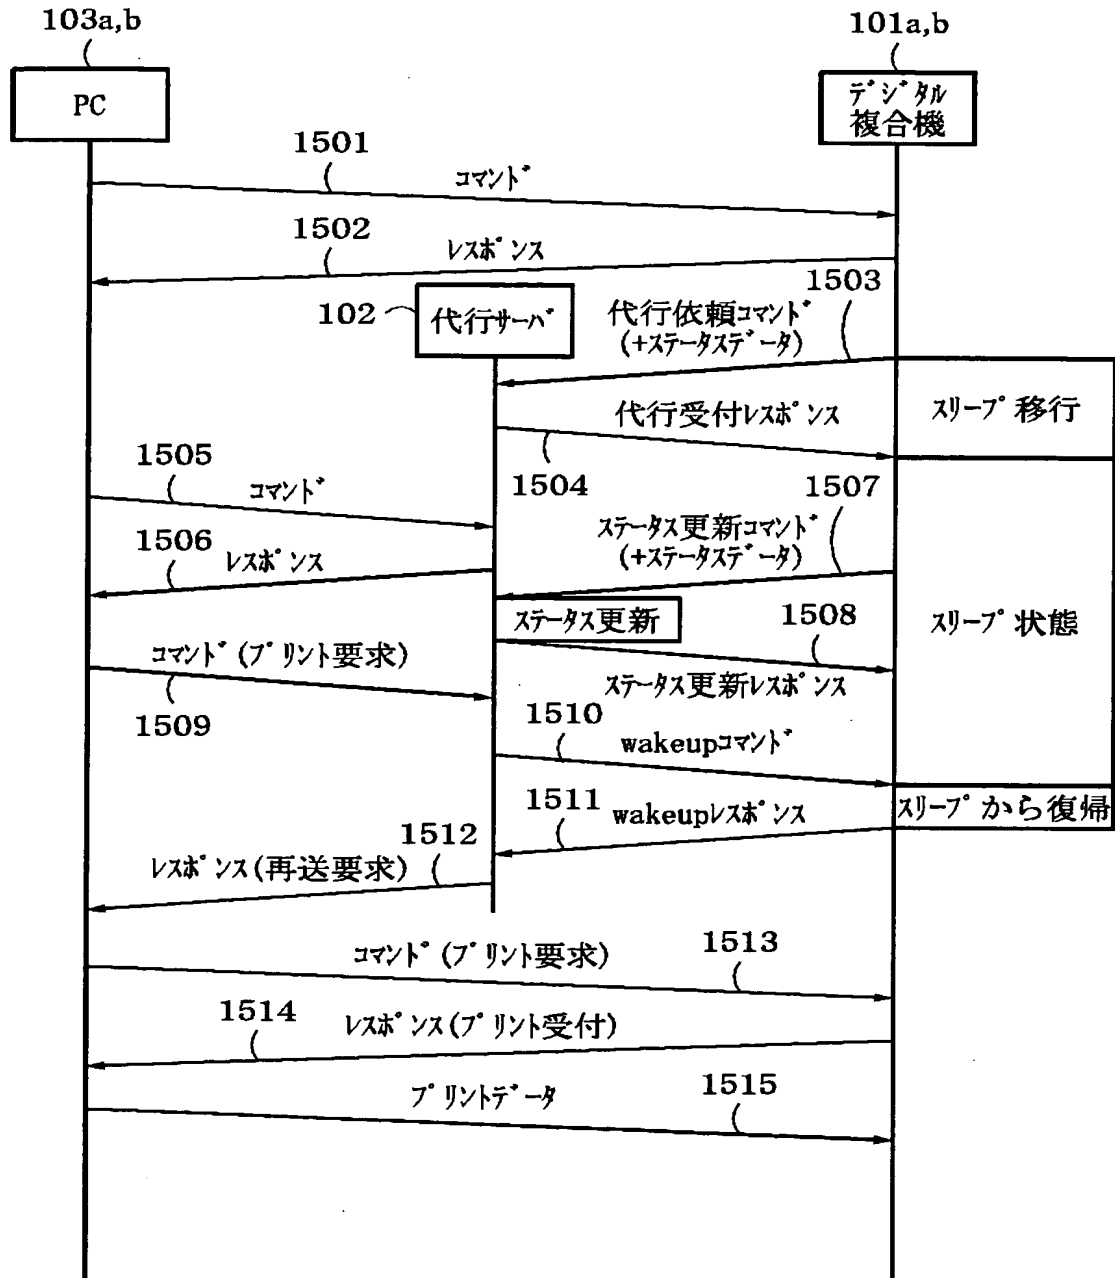 103a,b
101a,b
PC
デジタル
複合機
1501
コマンド
1502
レスポンス
1503
102
代行サーバ
代行依頼コマンド
(+ステータスデータ)
代行受付レスポンス
スリープ移行
1504
1505
コマンド
1507
1506
レスポンス
ステータス更新コマンド
(+ステータスデータ)
ステータス更新
1508
スリープ状態
コマンド(プリント要求)
ステータス更新レスポンス
1509
1510
wakeupコマンド
1511
wakeupレスポンス
スリープから復帰
1512
レスポンス(再送要求)
コマンド(プリント要求)
1513
1514
レスポンス(プリント受付)
プリントデータ
1515